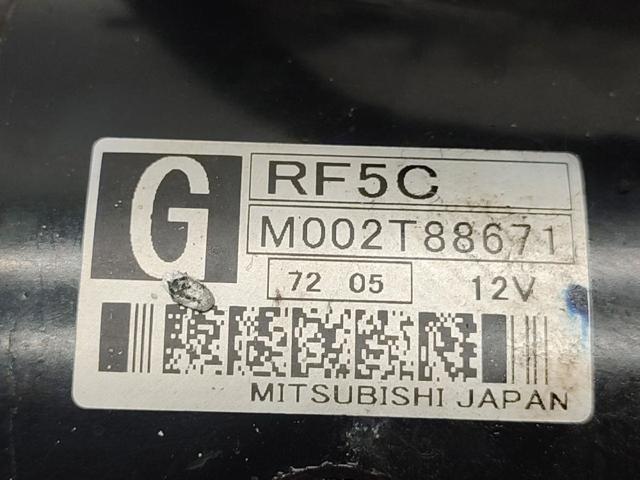 G
RF5C
M002T88671
72 05
12V
MITSUBISHI JAPAN